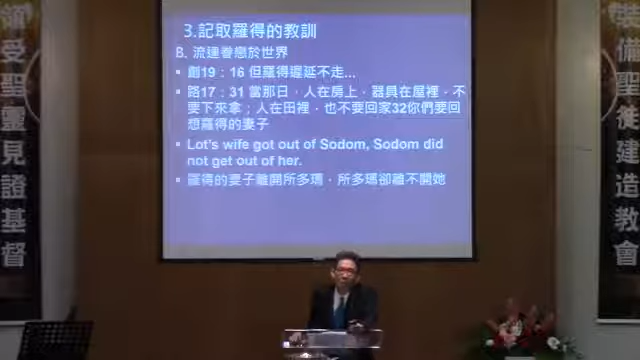 3.記取羅得的教訓
B. 流連眷戀於世界
▪ 創19：16 但羅得遲延不走...
▪ 路17：31 當那日，人在房上，器具在屋裡，不
要下來拿；人在田裡，也不要回家32你們要回
想羅得的妻子
▪ Lot's wife got out of Sodom, Sodom did
not get out of her.
▪ 羅得的妻子離開所多瑪，所多瑪卻離不開她
受聖靈見證基督
備聖徒建造教會